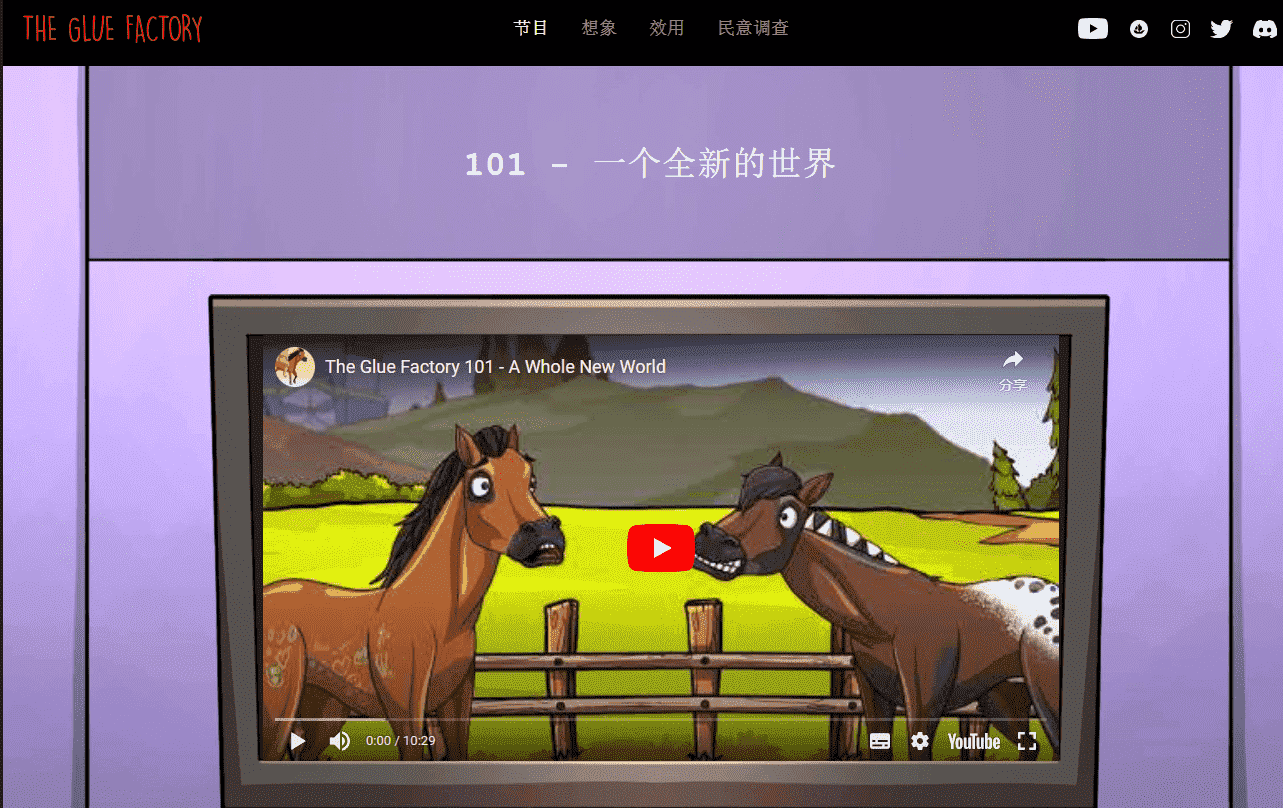 THE GLUE FACTORY
节目 想象 效用 民意调查
101 - 一个全新的世界
The Glue Factory 101 - A Whole New World
分享
0:00 / 10:29
YouTube